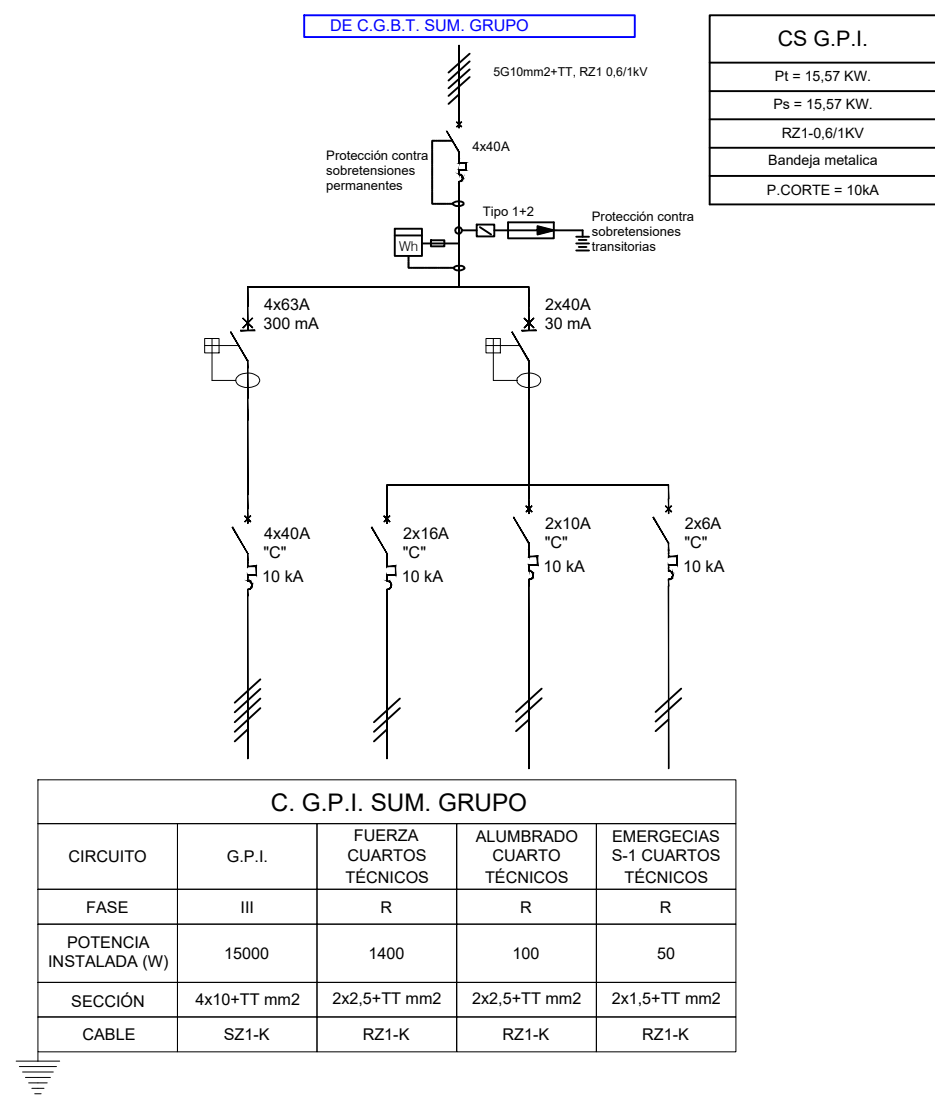 DE C.G.B.T. SUM. GRUPO
5G10mm2+TT, RZ1 0,6/1kV
CS G.P.I.
Pt = 15,57 KW.
Ps = 15,57 KW.
RZ1-0,6/1KV
Bandeja metalica
P.CORTE = 10kA
4x40A
Protección contra
sobretensiones
permanentes
Tipo 1+2
Protección contra
sobretensiones
transitorias
Wh
4x63A
300 mA
2x40A
30 mA
4x40A
"C"
10 kA
2x16A
"C"
10 kA
2x10A
"C"
10 kA
2x6A
"C"
10 kA
C. G.P.I. SUM. GRUPO
CIRCUITO
G.P.I.
FUERZA
CUARTOS
TÉCNICOS
ALUMBRADO
CUARTO
TÉCNICOS
EMERGECIAS
S-1 CUARTOS
TÉCNICOS
FASE
III
R
R
R
POTENCIA
INSTALADA (W)
15000
1400
100
50
SECCIÓN
4x10+TT mm2
2x2,5+TT mm2
2x2,5+TT mm2
2x1,5+TT mm2
CABLE
SZ1-K
RZ1-K
RZ1-K
RZ1-K